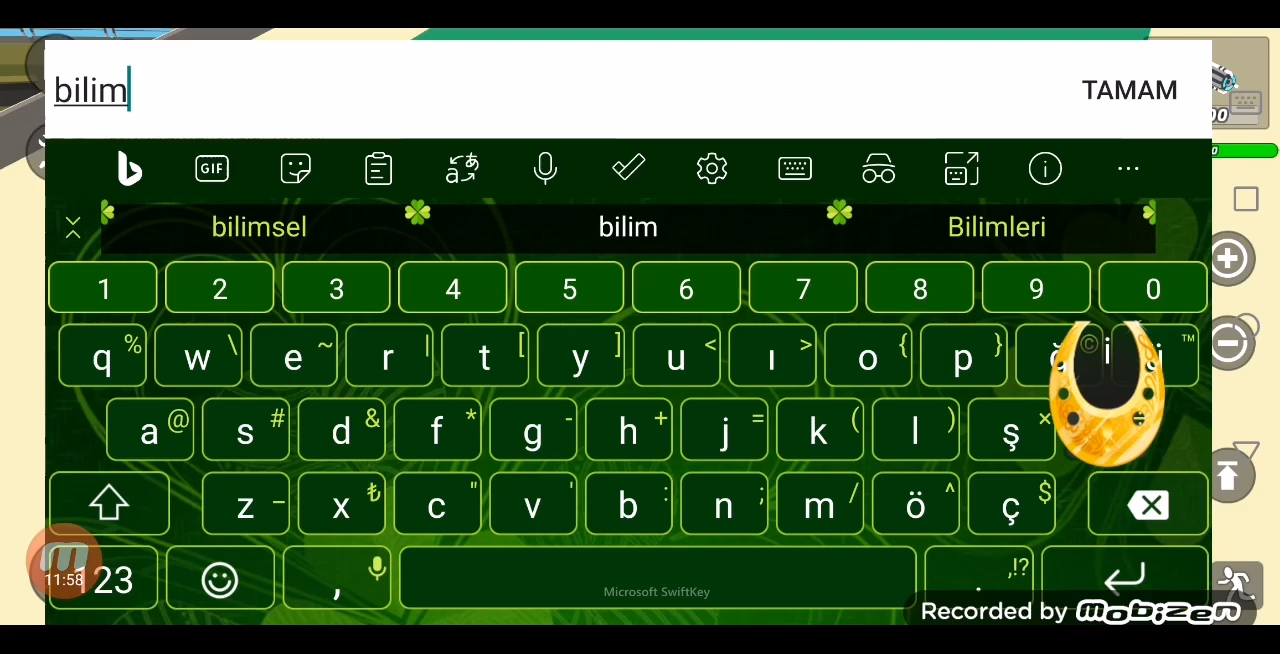 bilim TAMAM
GIF
bilimsel bilim Bilimleri
1 2 3 4 5 6 7 8 9 0
q % w \ e ~ r | t [ y ] u < ı > o { p } ğ © i ü ™
a @ s # d & f * g - h + j = k ( l ) ş × i ÷
z _ x ₺ c " v ' b : n ; m / ö ^ ç $
11:58 123 , Microsoft SwiftKey . ,!?
Recorded by mobizen